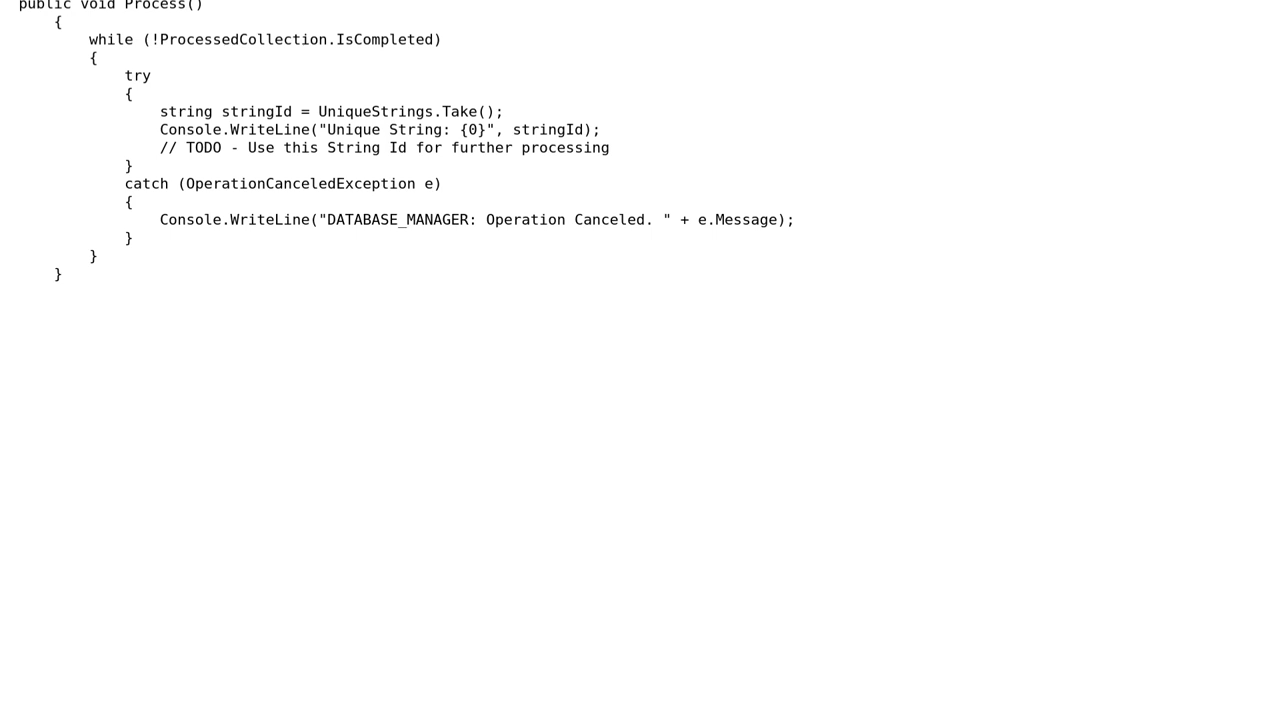 public void Process()
    {
        while (!ProcessedCollection.IsCompleted)
        {
            try
            {
                string stringId = UniqueStrings.Take();
                Console.WriteLine("Unique String: {0}", stringId);
                // TODO - Use this String Id for further processing
            }
            catch (OperationCanceledException e)
            {
                Console.WriteLine("DATABASE_MANAGER: Operation Canceled. " + e.Message);
            }
        }
    }